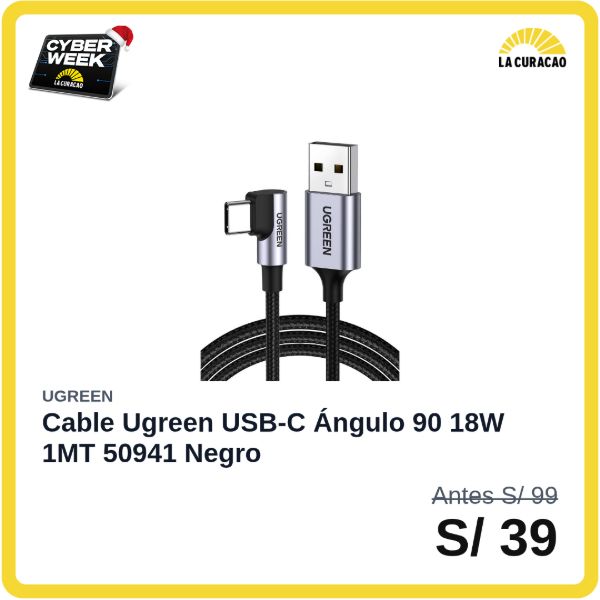 CYBER
WEEK
LA CURACAO
LA CURACAO
UGREEN
UGREEN
UGREEN
Cable Ugreen USB-C Ángulo 90 18W
1MT 50941 Negro
Antes S/ 99
S/ 39